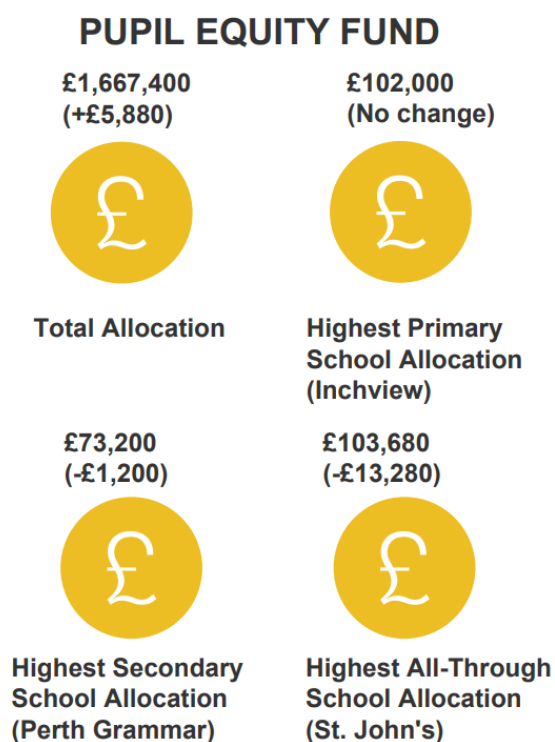 PUPIL EQUITY FUND
£1,667,400
(+£5,880)
£
Total Allocation
£102,000
(No change)
£
Highest Primary
School Allocation
(Inchview)
£73,200
(-£1,200)
£
Highest Secondary
School Allocation
(Perth Grammar)
£103,680
(-£13,280)
£
Highest All-Through
School Allocation
(St. John's)